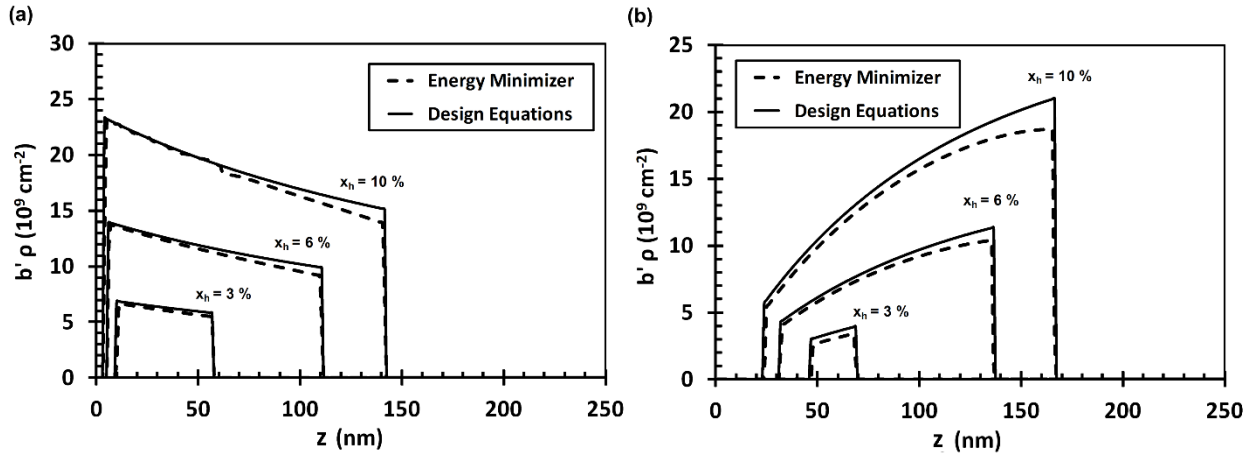 (a)
30
25
20
15
10
5
0
b' ρ (10⁹ cm⁻²)
Energy Minimizer
Design Equations
xₕ = 10 %
xₕ = 6 %
xₕ = 3 %
0 50 100 150 200 250
z (nm)
(b)
25
20
15
10
5
0
b' ρ (10⁹ cm⁻²)
Energy Minimizer
Design Equations
xₕ = 10 %
xₕ = 6 %
xₕ = 3 %
0 50 100 150 200 250
z (nm)